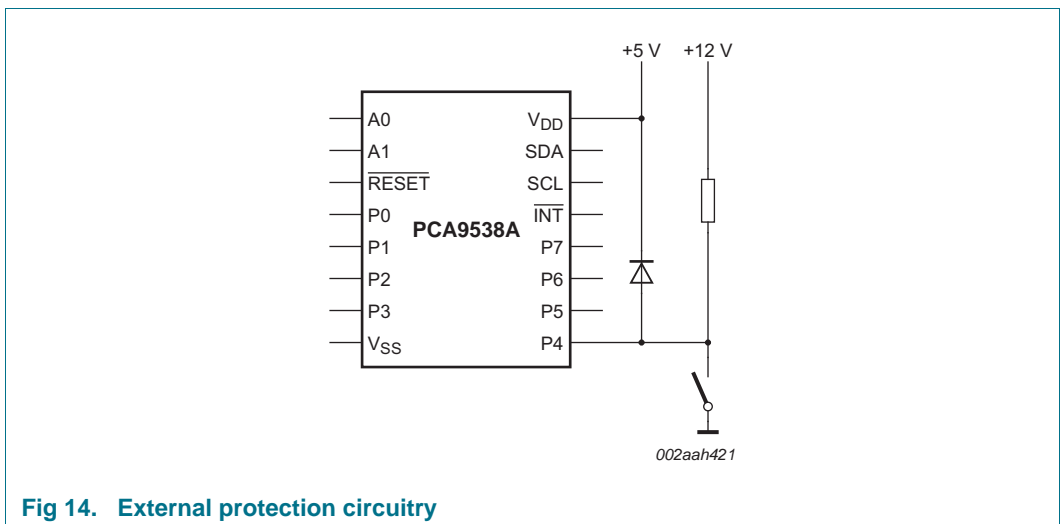 +5 V +12 V
A0 VDD
A1 SDA
RESET SCL
P0 INT
PCA9538A
P1 P7
P2 P6
P3 P5
VSS P4
002aah421
Fig 14. External protection circuitry